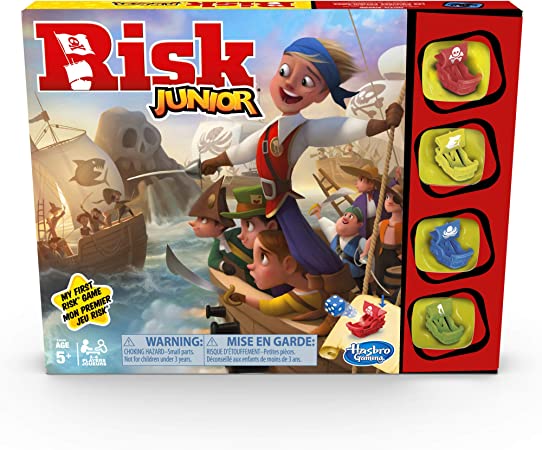 Risk
JUNIOR
MY FIRST
RISK GAME
MON PREMIER
JEU RISK
AGE
5+
WARNING:
CHOKING HAZARD–Small parts.
Not for children under 3 years.
MISE EN GARDE:
RISQUE D'ÉTOUFFEMENT–Petites pièces.
Déconseillé aux enfants de moins de 3 ans.
Hasbro
Gaming